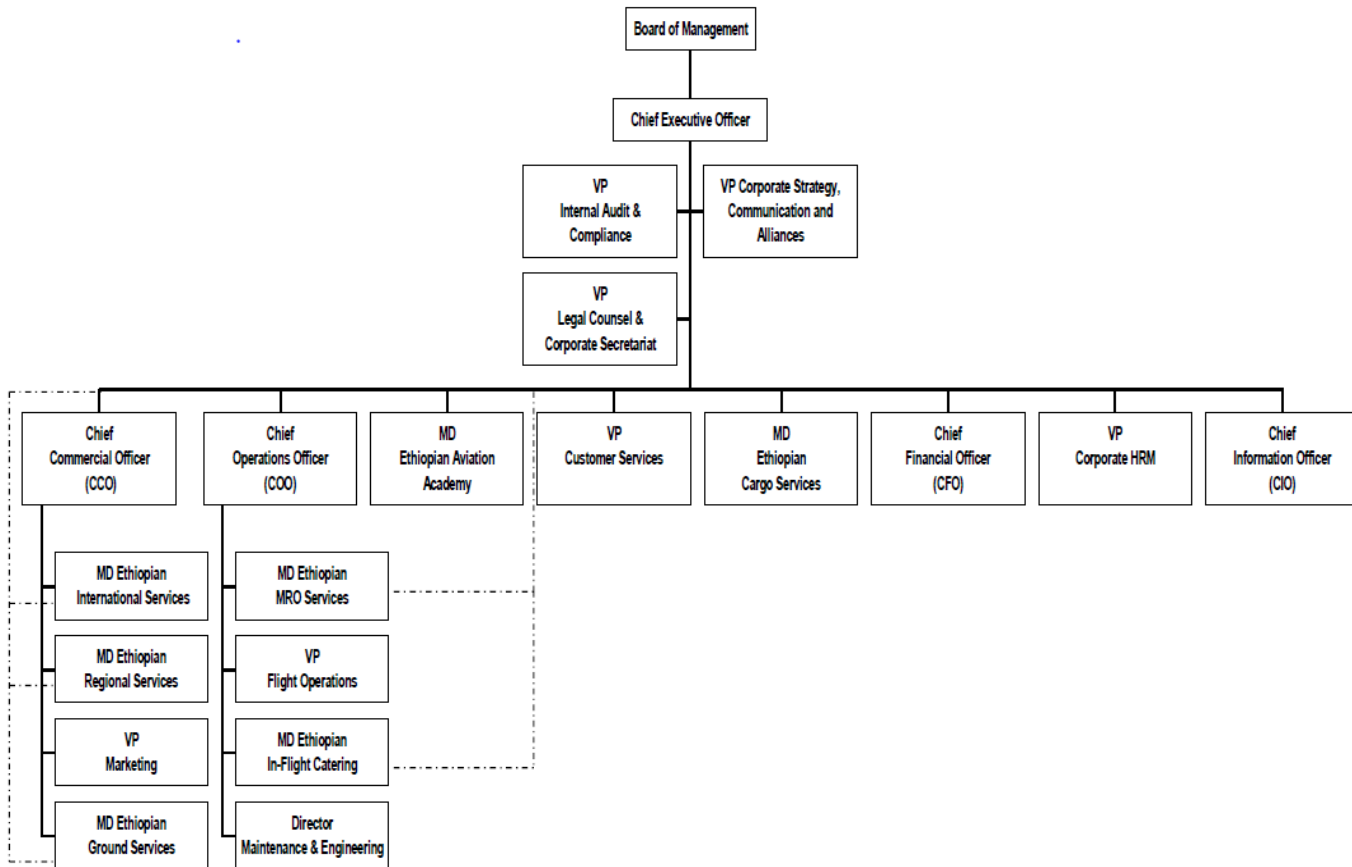 Board of Management
Chief Executive Officer
VP
Internal Audit &
Compliance
VP Corporate Strategy,
Communication and
Alliances
VP
Legal Counsel &
Corporate Secretariat
Chief
Commercial Officer
(CCO)
Chief
Operations Officer
(COO)
MD
Ethiopian Aviation
Academy
VP
Customer Services
MD
Ethiopian
Cargo Services
Chief
Financial Officer
(CFO)
VP
Corporate HRM
Chief
Information Officer
(CIO)
MD Ethiopian
International Services
MD Ethiopian
Regional Services
VP
Marketing
MD Ethiopian
Ground Services
MD Ethiopian
MRO Services
VP
Flight Operations
MD Ethiopian
In-Flight Catering
Director
Maintenance & Engineering